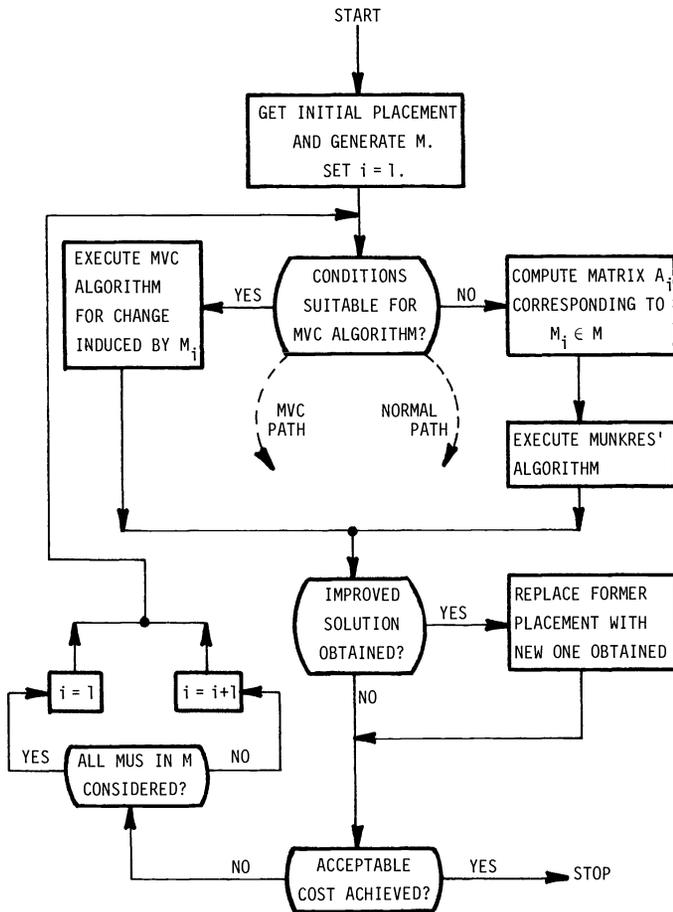 START
GET INITIAL PLACEMENT
AND GENERATE M.
SET i = 1.
EXECUTE MVC
ALGORITHM
FOR CHANGE
INDUCED BY Mi
YES
CONDITIONS
SUITABLE FOR
MVC ALGORITHM?
NO
COMPUTE MATRIX Ai
CORRESPONDING TO
Mi ∈ M
MVC
PATH
NORMAL
PATH
EXECUTE MUNKRES'
ALGORITHM
IMPROVED
SOLUTION
OBTAINED?
YES
REPLACE FORMER
PLACEMENT WITH
NEW ONE OBTAINED
NO
i = 1
i = i+1
YES
ALL MUS IN M
CONSIDERED?
NO
NO
ACCEPTABLE
COST ACHIEVED?
YES
STOP